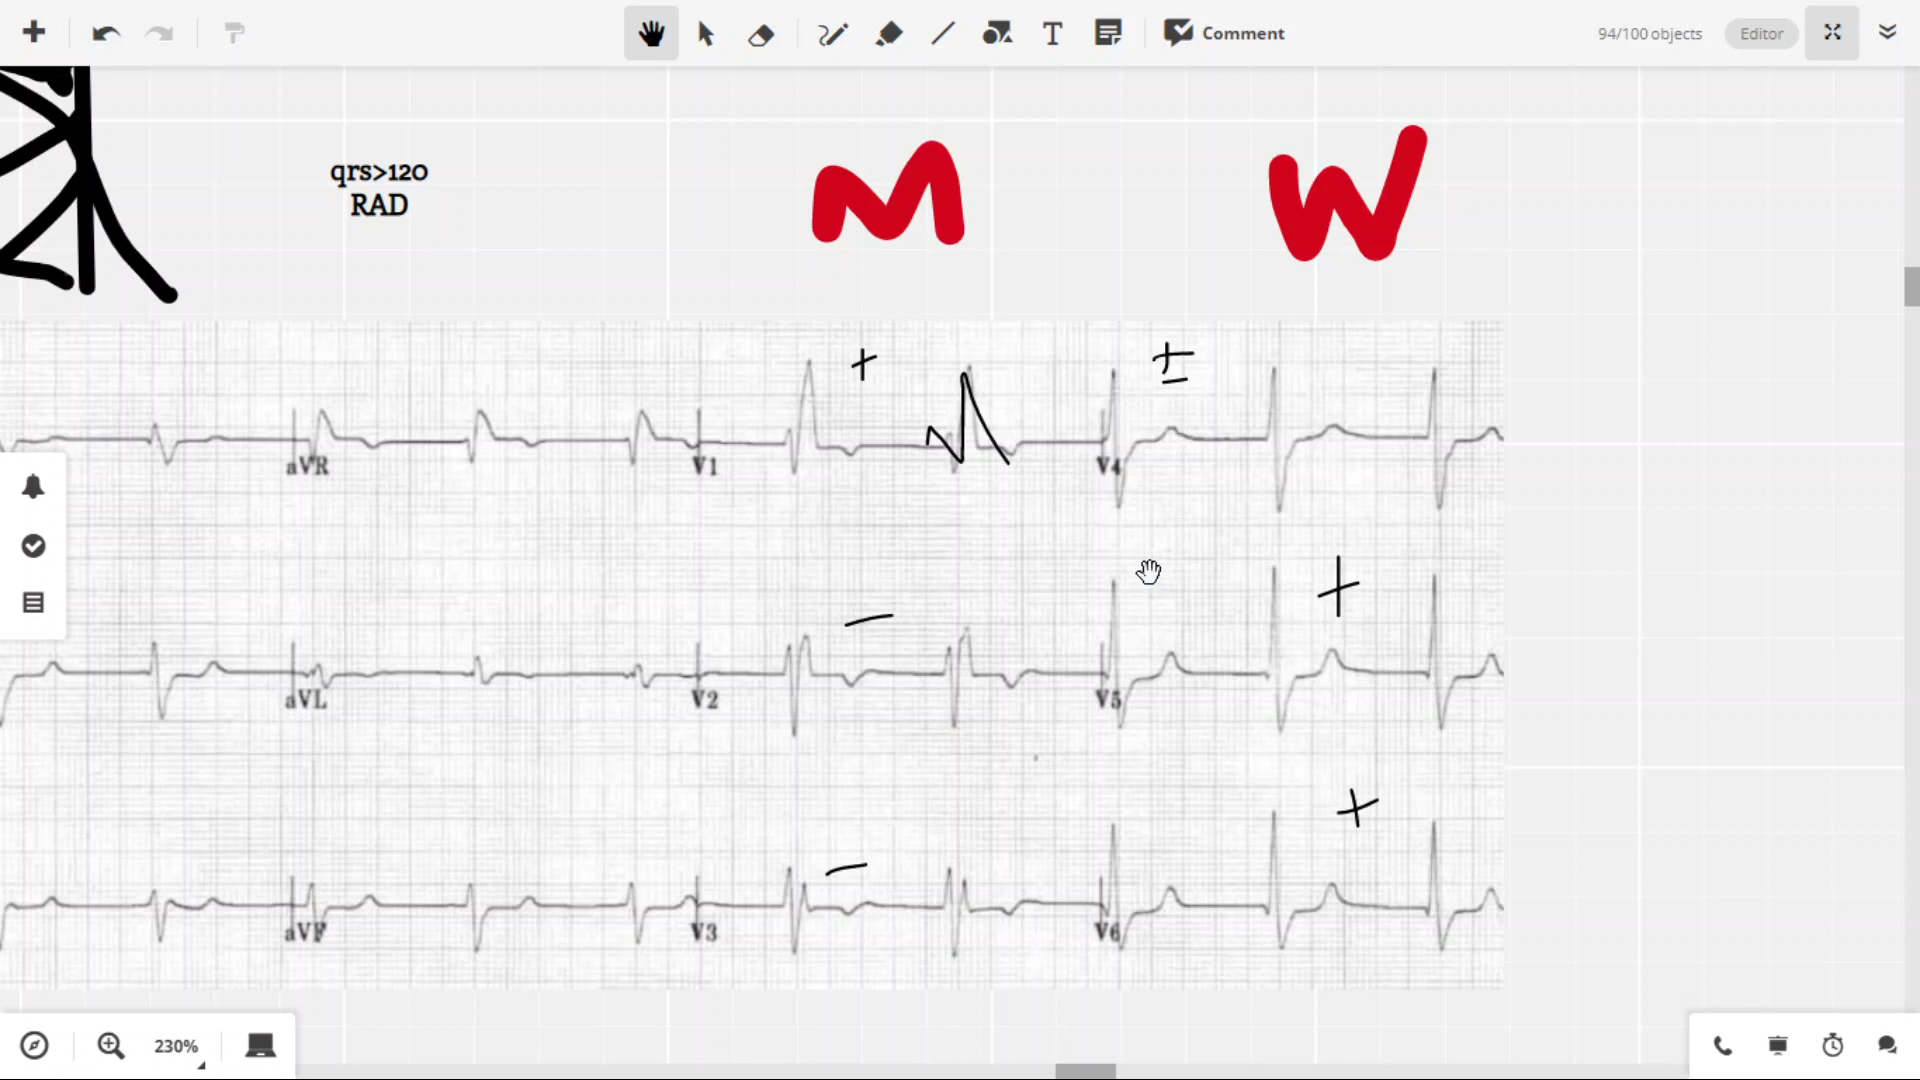 Comment
94/100 objects
Editor
qrs>120
RAD
M
W
+
±
aVR
V1
V4
+
−
aVL
V2
V5
+
−
aVF
V3
V6
230%